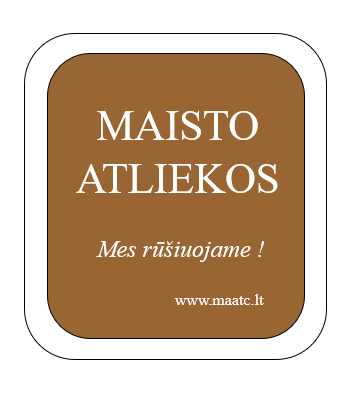 MAISTO
ATLIEKOS
Mes rūšiuojame !
www.maatc.lt